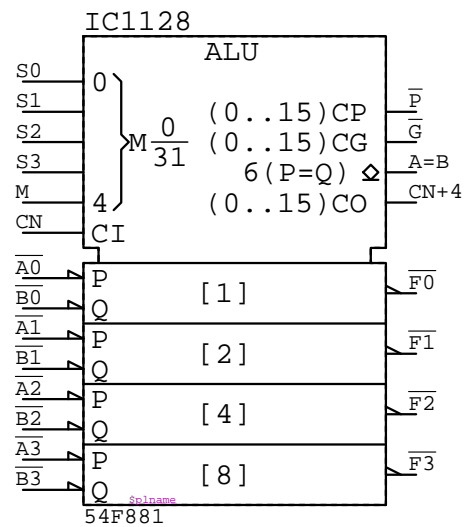 IC1128
ALU
S0
0
S1
(0..15)CP
P
S2
M 0
31
(0..15)CG
G
S3
6(P=Q)
A=B
M
4
(0..15)CO
CN+4
CN
CI
A0
P
[1]
F0
B0
Q
A1
P
[2]
F1
B1
Q
A2
P
[4]
F2
B2
Q
A3
P
[8]
F3
B3
Q
$plname
54F881